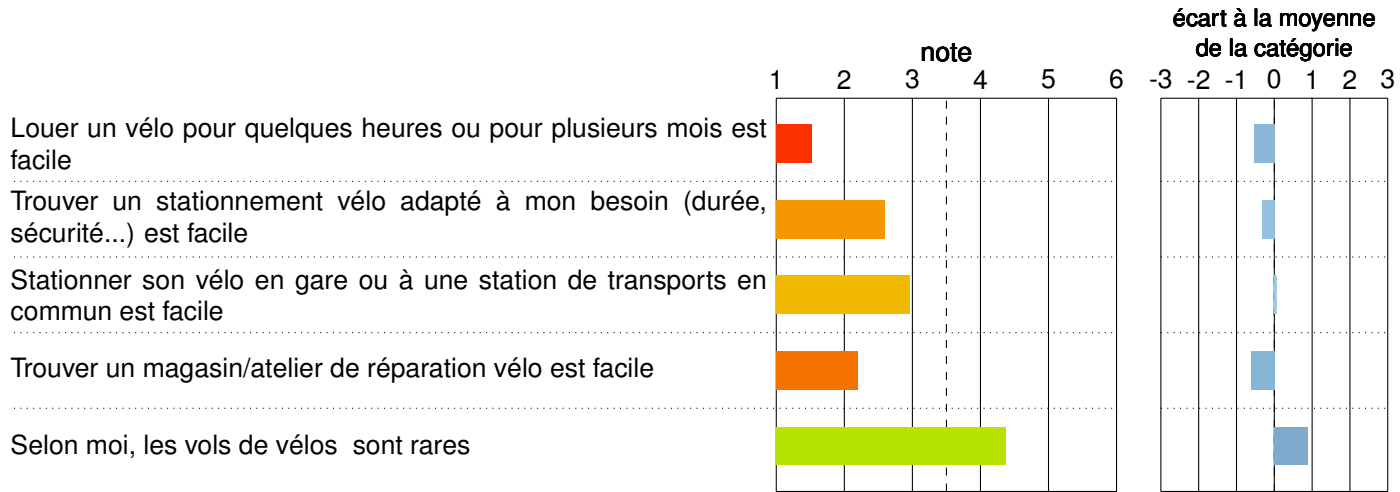 écart à la moyenne
de la catégorie
note
1 2 3 4 5 6
-3 -2 -1 0 1 2 3
Louer un vélo pour quelques heures ou pour plusieurs mois est
facile
Trouver un stationnement vélo adapté à mon besoin (durée,
sécurité...) est facile
Stationner son vélo en gare ou à une station de transports en
commun est facile
Trouver un magasin/atelier de réparation vélo est facile
Selon moi, les vols de vélos sont rares